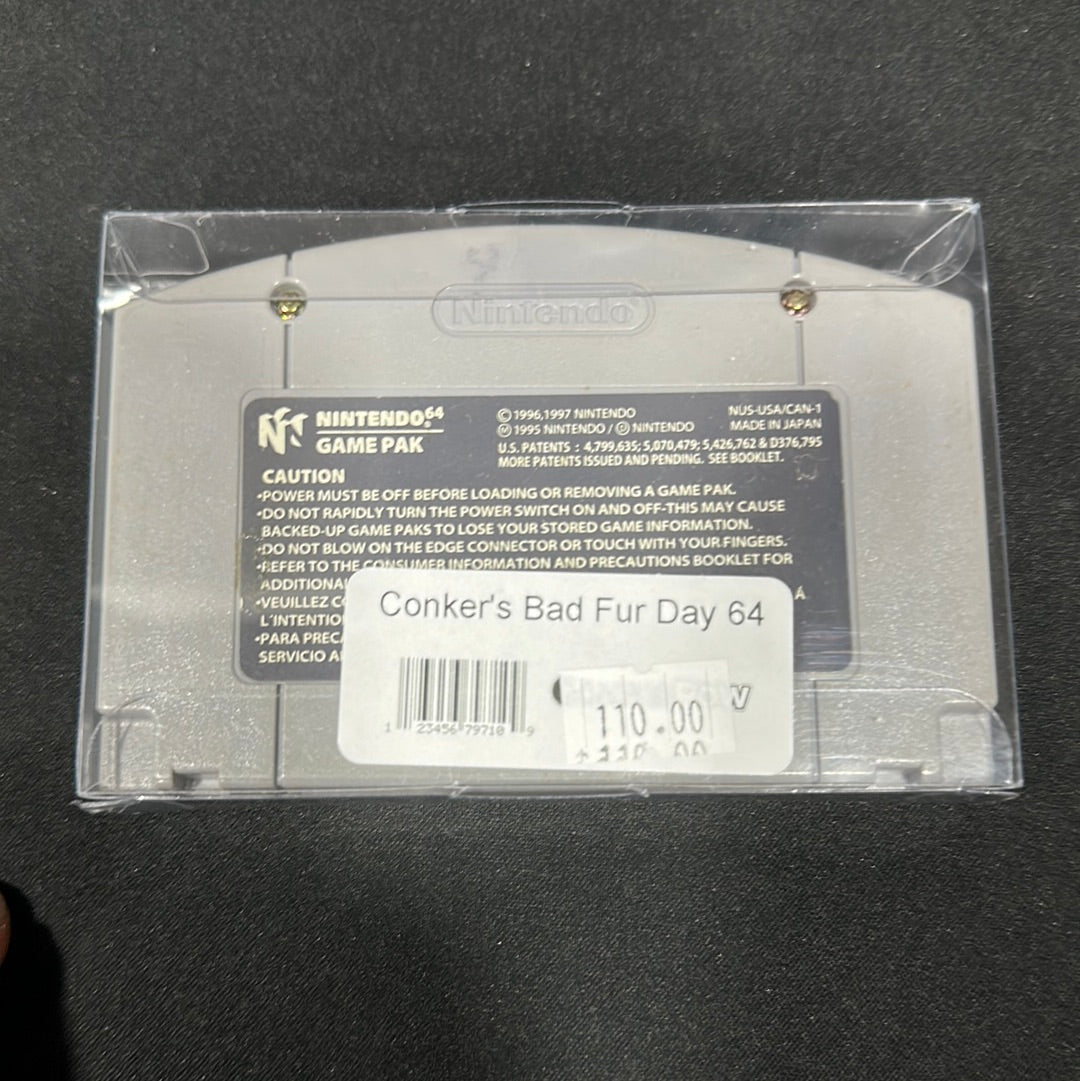 Nintendo®
NINTENDO64
GAME PAK
©1996,1997 NINTENDO
Ⓜ1995 NINTENDO / Ⓓ NINTENDO
NUS-USA/CAN-1
MADE IN JAPAN
U.S. PATENTS : 4,799,635; 5,070,479; 5,426,762 & D376,795
MORE PATENTS ISSUED AND PENDING. SEE BOOKLET.
CAUTION
•POWER MUST BE OFF BEFORE LOADING OR REMOVING A GAME PAK.
•DO NOT RAPIDLY TURN THE POWER SWITCH ON AND OFF-THIS MAY CAUSE
BACKED-UP GAME PAKS TO LOSE YOUR STORED GAME INFORMATION.
•DO NOT BLOW ON THE EDGE CONNECTOR OR TOUCH WITH YOUR FINGERS.
•REFER TO THE CONSUMER INFORMATION AND PRECAUTIONS BOOKLET FOR
ADDITIONAL
•VEUILLEZ
À
L'INTENTIO
•PARA PREC
SERVICIO A
Conker's Bad Fur Day 64
1 23456 79710 9
110.00